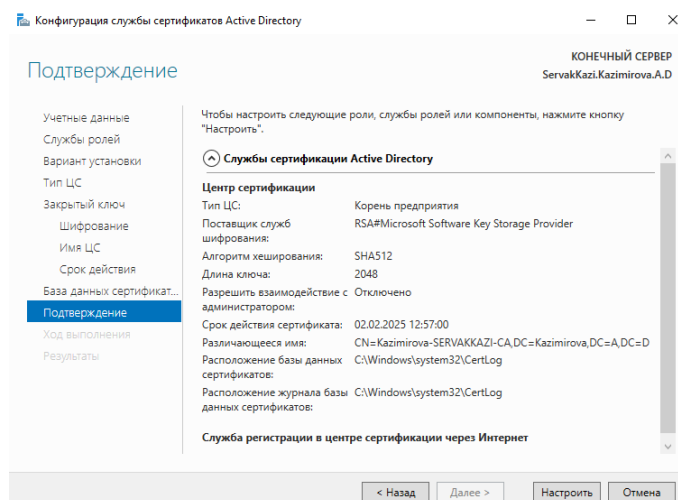 Конфигурация службы сертификатов Active Directory
КОНЕЧНЫЙ СЕРВЕР
ServakKazi.Kazimirova.A.D
Подтверждение
Учетные данные
Службы ролей
Вариант установки
Тип ЦС
Закрытый ключ
Шифрование
Имя ЦС
Срок действия
База данных сертификат...
Подтверждение
Ход выполнения
Результаты
Чтобы настроить следующие роли, службы ролей или компоненты, нажмите кнопку
"Настроить".
Службы сертификации Active Directory
Центр сертификации
Тип ЦС: Корень предприятия
Поставщик служб RSA#Microsoft Software Key Storage Provider
шифрования:
Алгоритм хеширования: SHA512
Длина ключа: 2048
Разрешить взаимодействие с Отключено
администратором:
Срок действия сертификата: 02.02.2025 12:57:00
Различающееся имя: CN=Kazimirova-SERVAKKAZI-CA,DC=Kazimirova,DC=A,DC=D
Расположение базы данных C:\Windows\system32\CertLog
сертификатов:
Расположение журнала базы C:\Windows\system32\CertLog
данных сертификатов:
Служба регистрации в центре сертификации через Интернет
< Назад Далее > Настроить Отмена